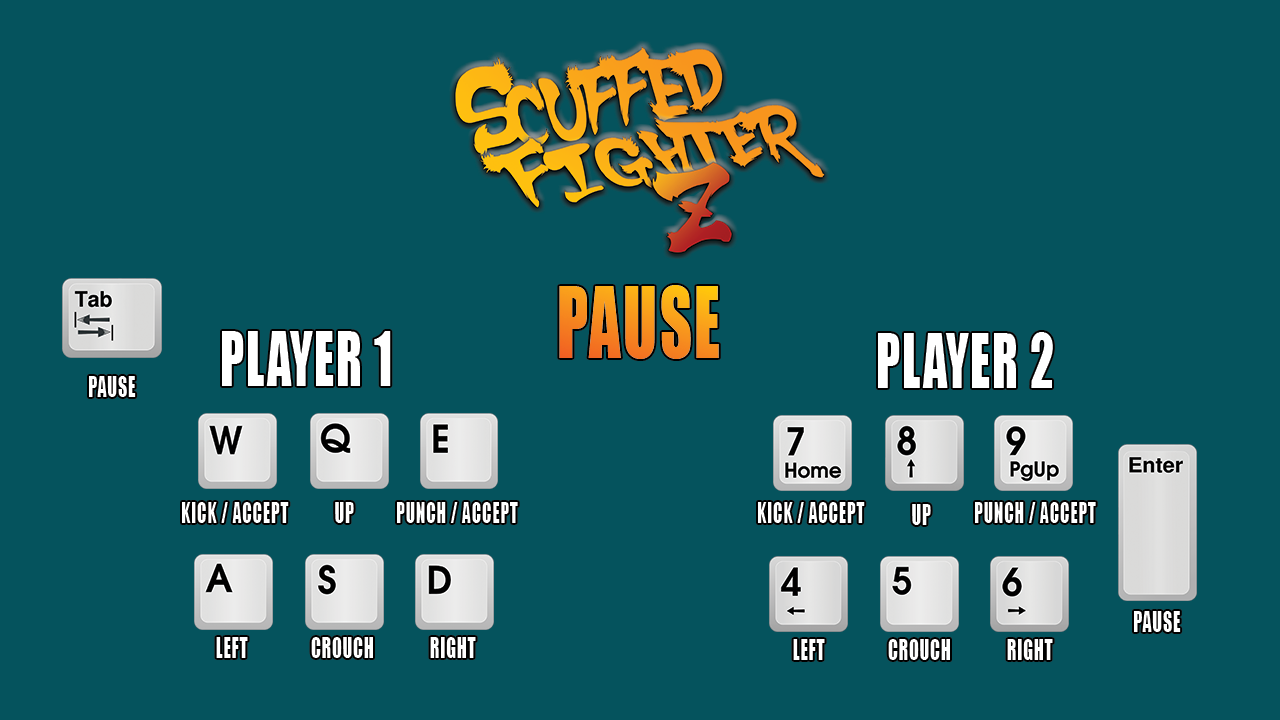 SCUFFED
FIGHTER
Z
PAUSE
Tab
PAUSE
PLAYER 1
W Q E
KICK / ACCEPT UP PUNCH / ACCEPT
A S D
LEFT CROUCH RIGHT
PLAYER 2
7 8 9
Home ↑ PgUp
KICK / ACCEPT UP PUNCH / ACCEPT
4 5 6
← →
LEFT CROUCH RIGHT
Enter
PAUSE